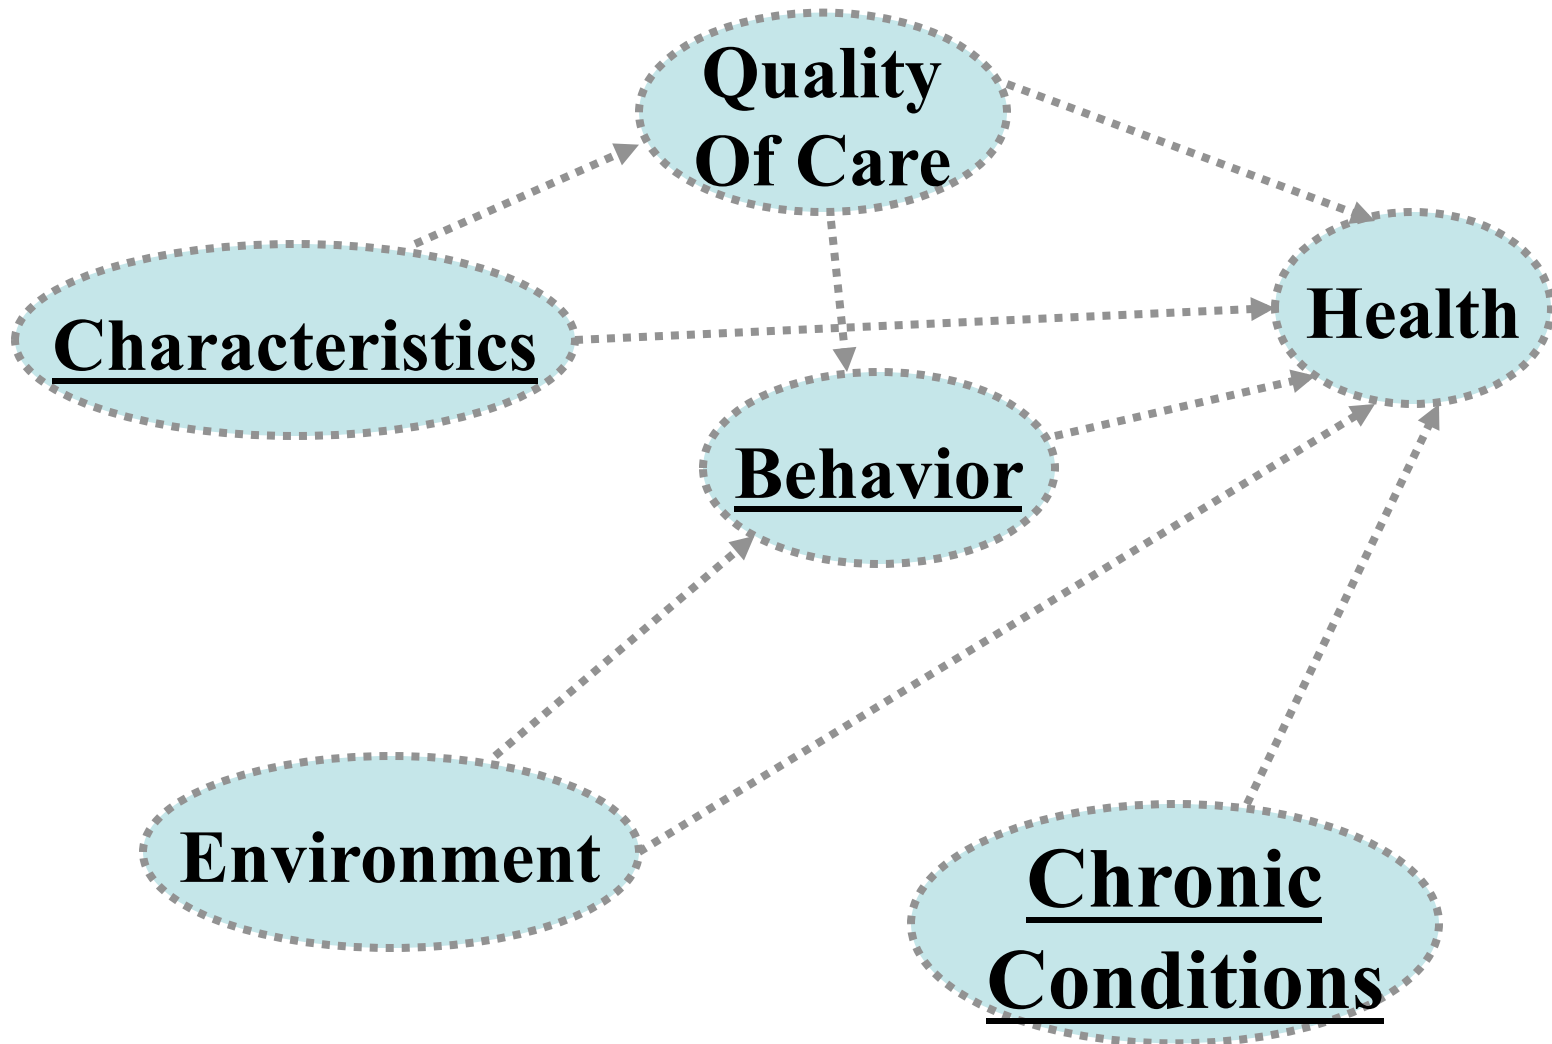 Quality
Of Care
Characteristics
Health
Behavior
Environment
Chronic
Conditions